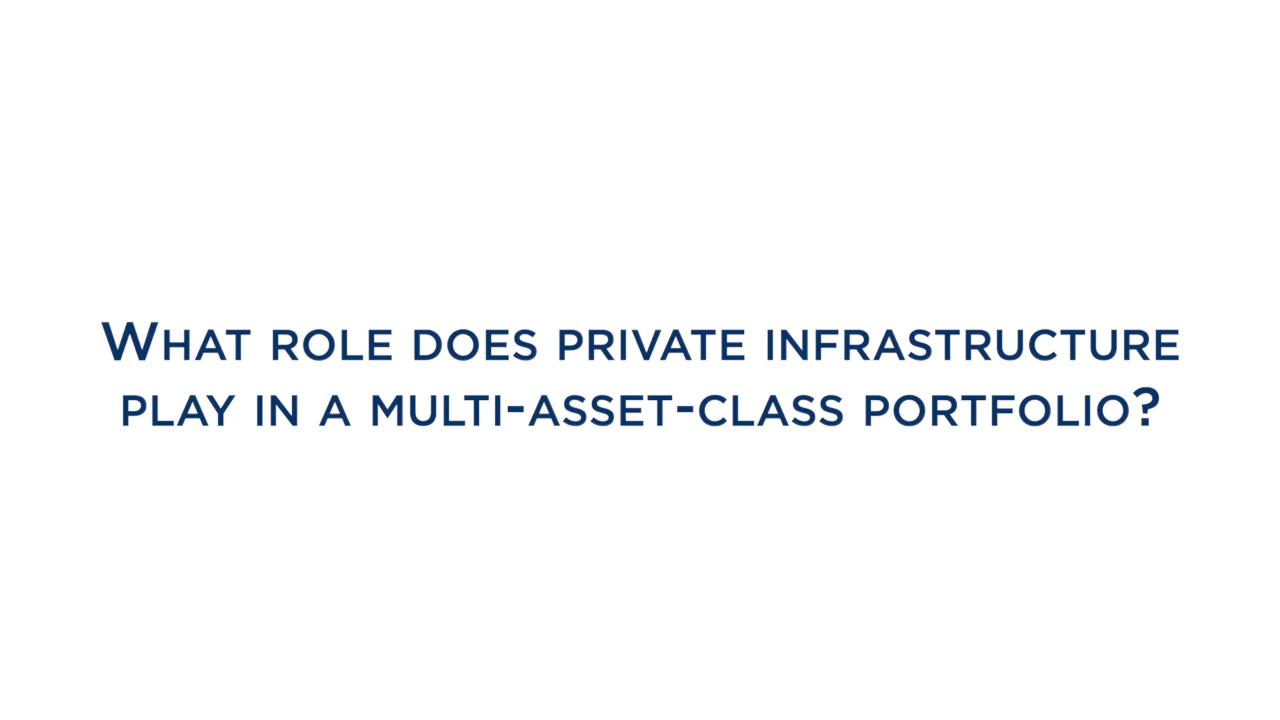 What role does private infrastructure
play in a multi-asset-class portfolio?